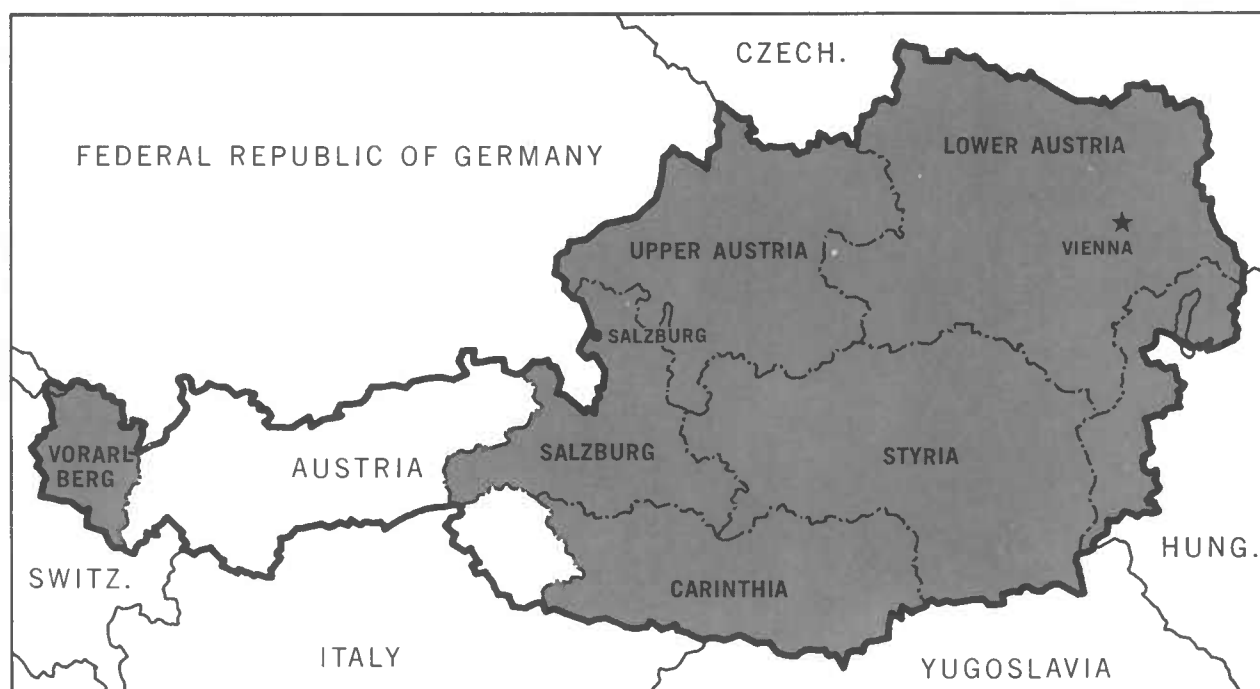 CZECH.
FEDERAL REPUBLIC OF GERMANY
LOWER AUSTRIA
VIENNA
UPPER AUSTRIA
SALZBURG
VORARL
BERG
AUSTRIA
SALZBURG
STYRIA
SWITZ.
HUNG.
CARINTHIA
ITALY
YUGOSLAVIA